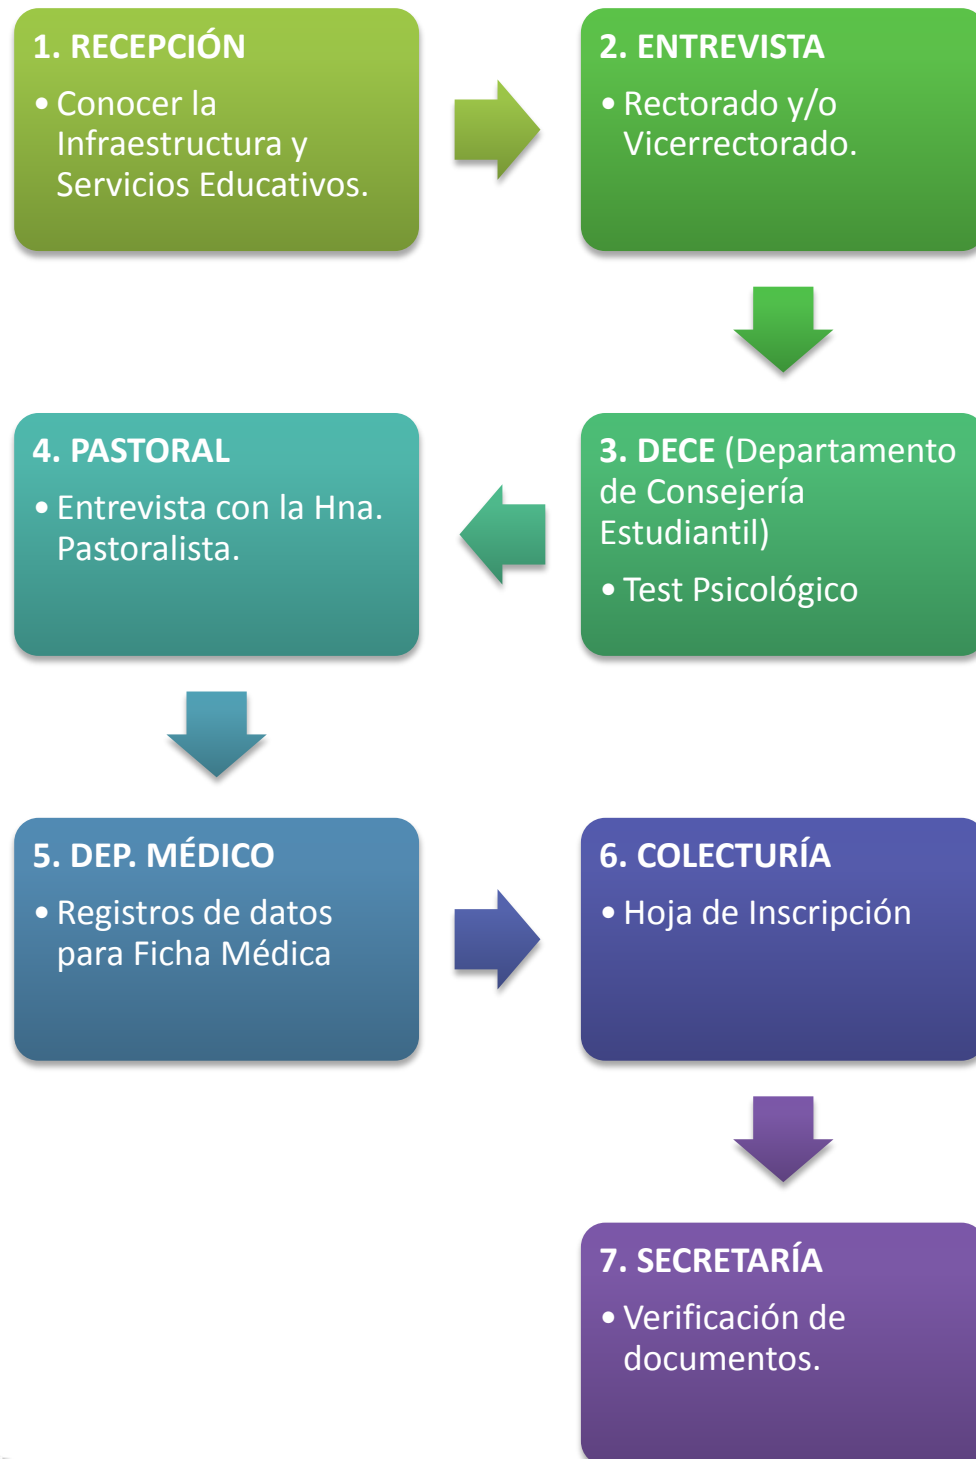 1. RECEPCIÓN
• Conocer la
Infraestructura y
Servicios Educativos.
2. ENTREVISTA
• Rectorado y/o
Vicerrectorado.
3. DECE (Departamento
de Consejería
Estudiantil)
• Test Psicológico
4. PASTORAL
• Entrevista con la Hna.
Pastoralista.
5. DEP. MÉDICO
• Registros de datos
para Ficha Médica
6. COLECTURÍA
• Hoja de Inscripción
7. SECRETARÍA
• Verificación de
documentos.